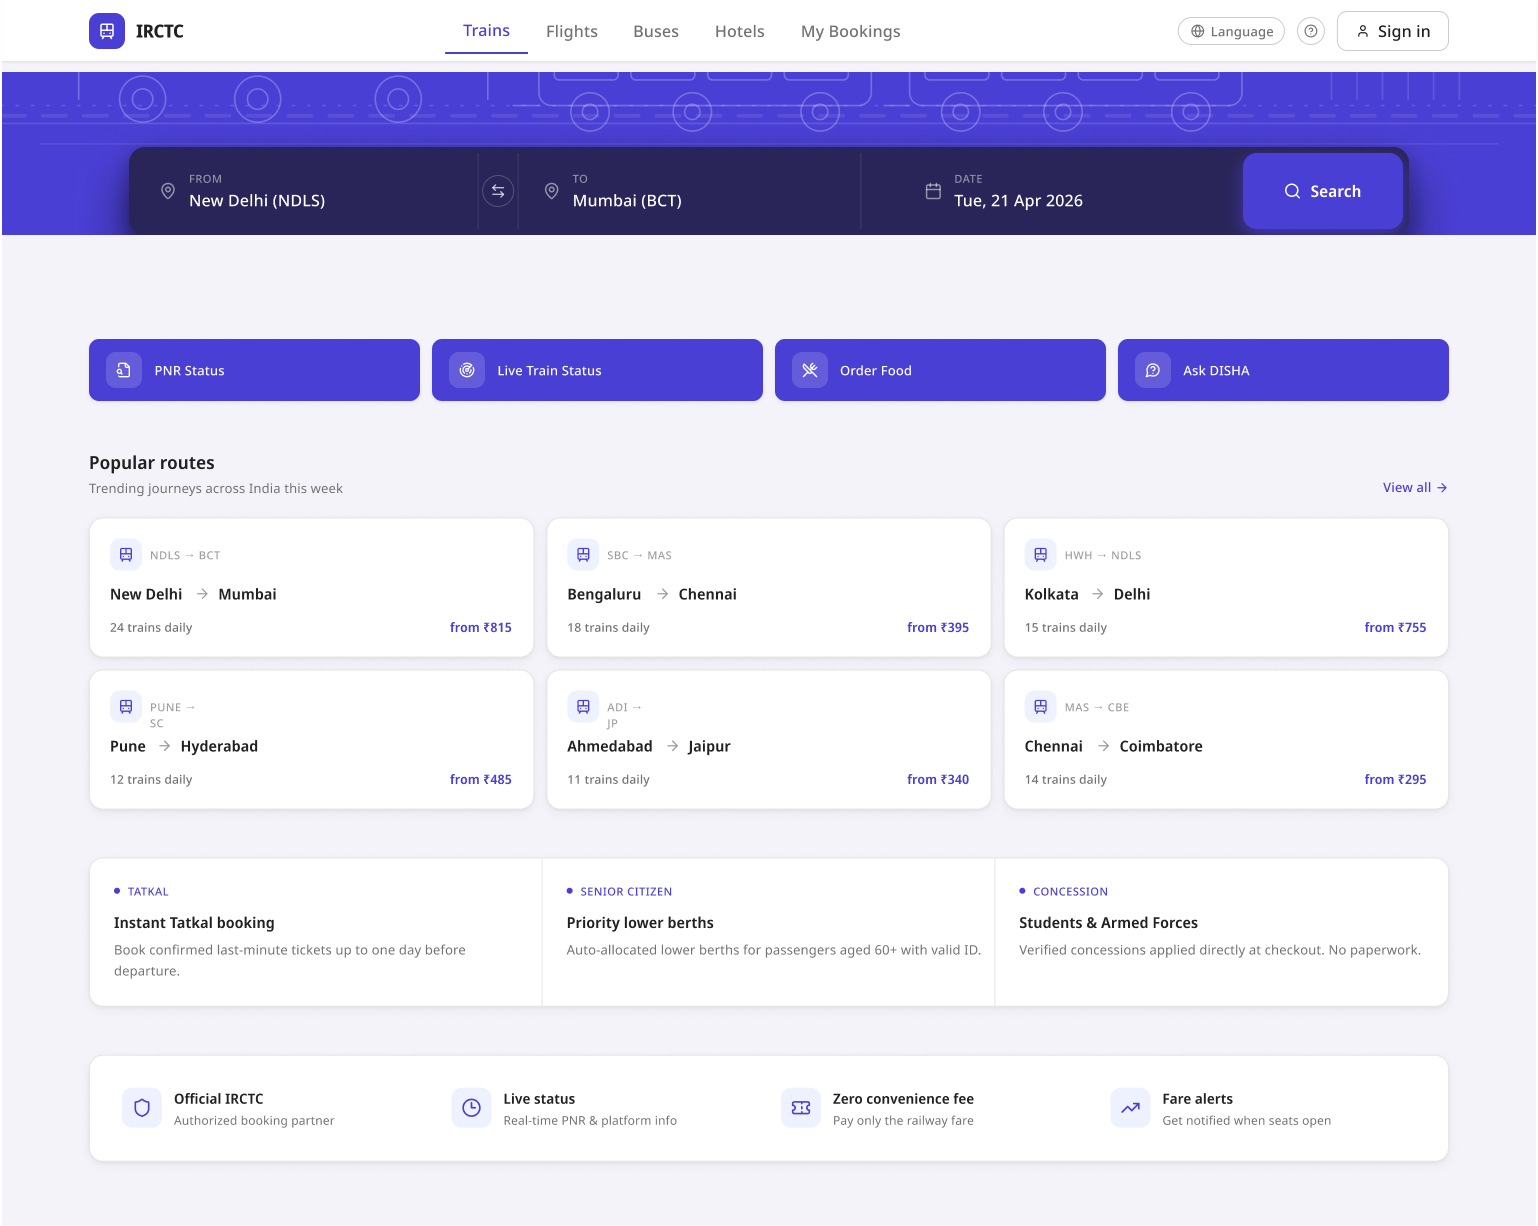 IRCTC
Trains
Flights
Buses
Hotels
My Bookings
Language
Sign in
FROM
New Delhi (NDLS)
TO
Mumbai (BCT)
DATE
Tue, 21 Apr 2026
Search
PNR Status
Live Train Status
Order Food
Ask DISHA
Popular routes
Trending journeys across India this week
View all →
NDLS → BCT
New Delhi → Mumbai
24 trains daily
from ₹815
SBC → MAS
Bengaluru → Chennai
18 trains daily
from ₹395
HWH → NDLS
Kolkata → Delhi
15 trains daily
from ₹755
PUNE →
SC
Pune → Hyderabad
12 trains daily
from ₹485
ADI →
JP
Ahmedabad → Jaipur
11 trains daily
from ₹340
MAS → CBE
Chennai → Coimbatore
14 trains daily
from ₹295
TATKAL
Instant Tatkal booking
Book confirmed last-minute tickets up to one day before
departure.
SENIOR CITIZEN
Priority lower berths
Auto-allocated lower berths for passengers aged 60+ with valid ID.
CONCESSION
Students & Armed Forces
Verified concessions applied directly at checkout. No paperwork.
Official IRCTC
Authorized booking partner
Live status
Real-time PNR & platform info
Zero convenience fee
Pay only the railway fare
Fare alerts
Get notified when seats open